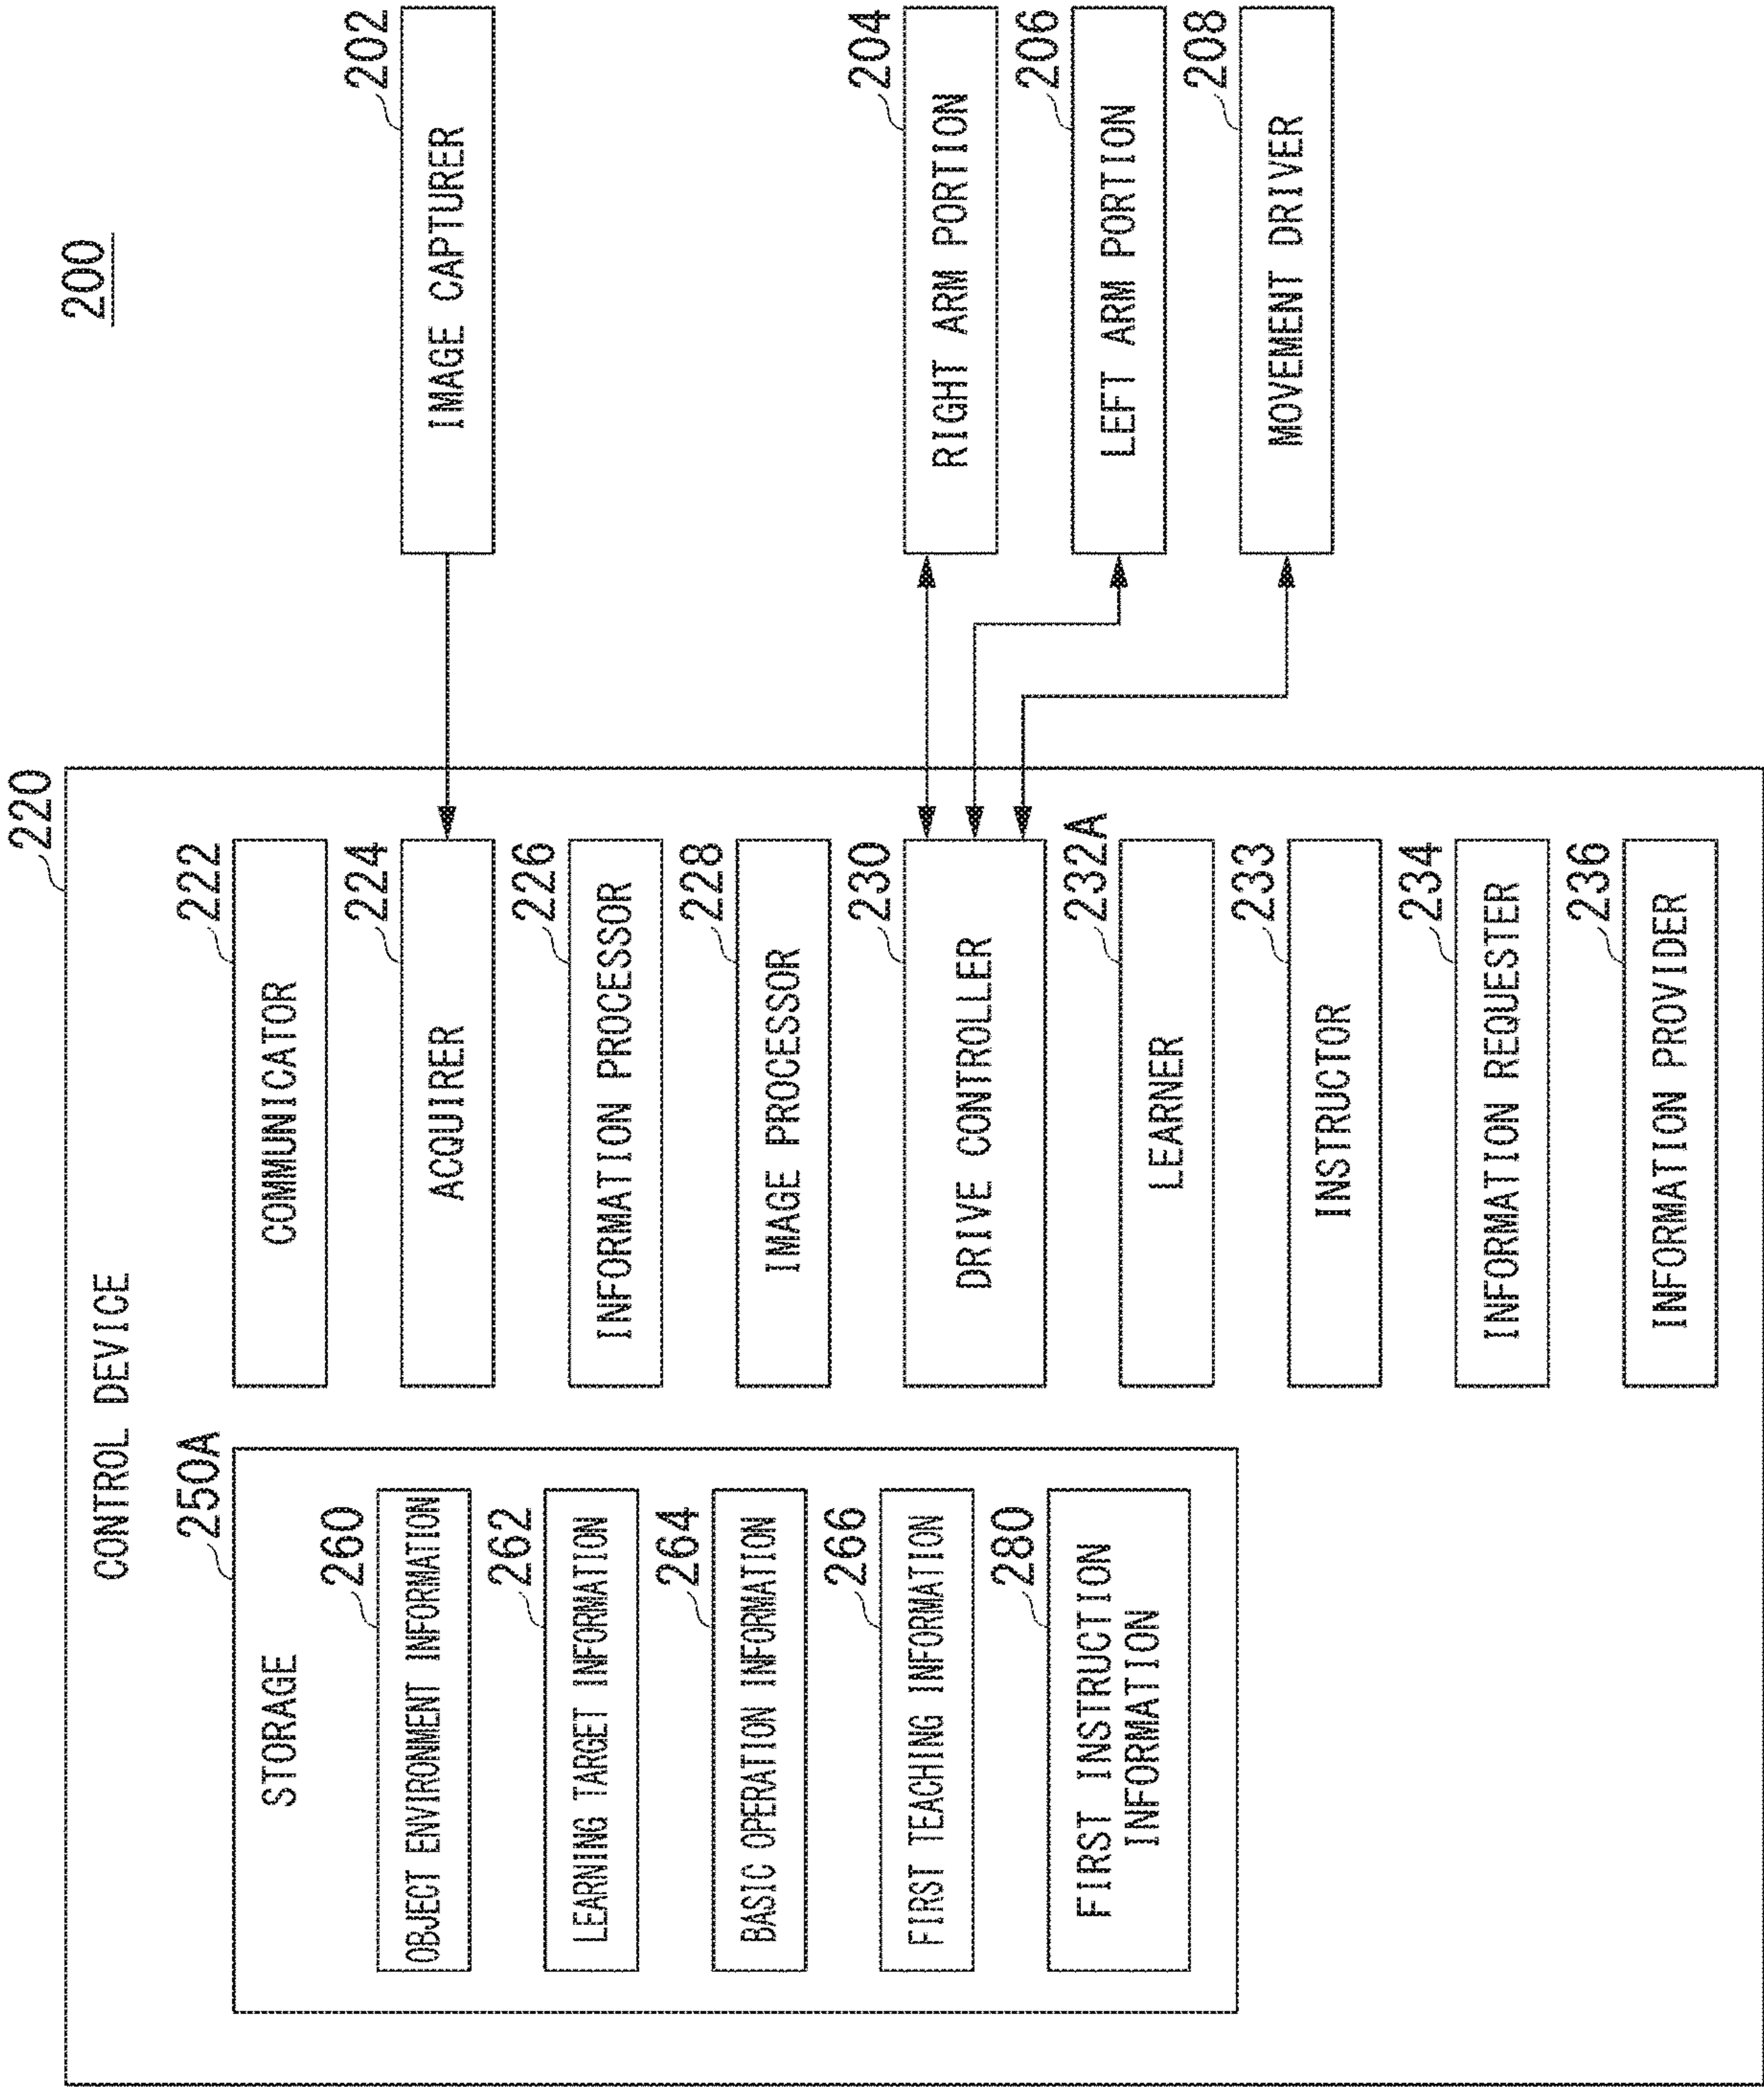 200
220
CONTROL DEVICE
250A
STORAGE
260
OBJECT ENVIRONMENT INFORMATION
262
LEARNING TARGET INFORMATION
264
BASIC OPERATION INFORMATION
266
FIRST TEACHING INFORMATION
280
FIRST INSTRUCTION
INFORMATION
222
COMMUNICATOR
224
ACQUIRER
226
INFORMATION PROCESSOR
228
IMAGE PROCESSOR
230
DRIVE CONTROLLER
232A
LEARNER
233
INSTRUCTOR
234
INFORMATION REQUESTER
236
INFORMATION PROVIDER
202
IMAGE CAPTURER
204
RIGHT ARM PORTION
206
LEFT ARM PORTION
208
MOVEMENT DRIVER